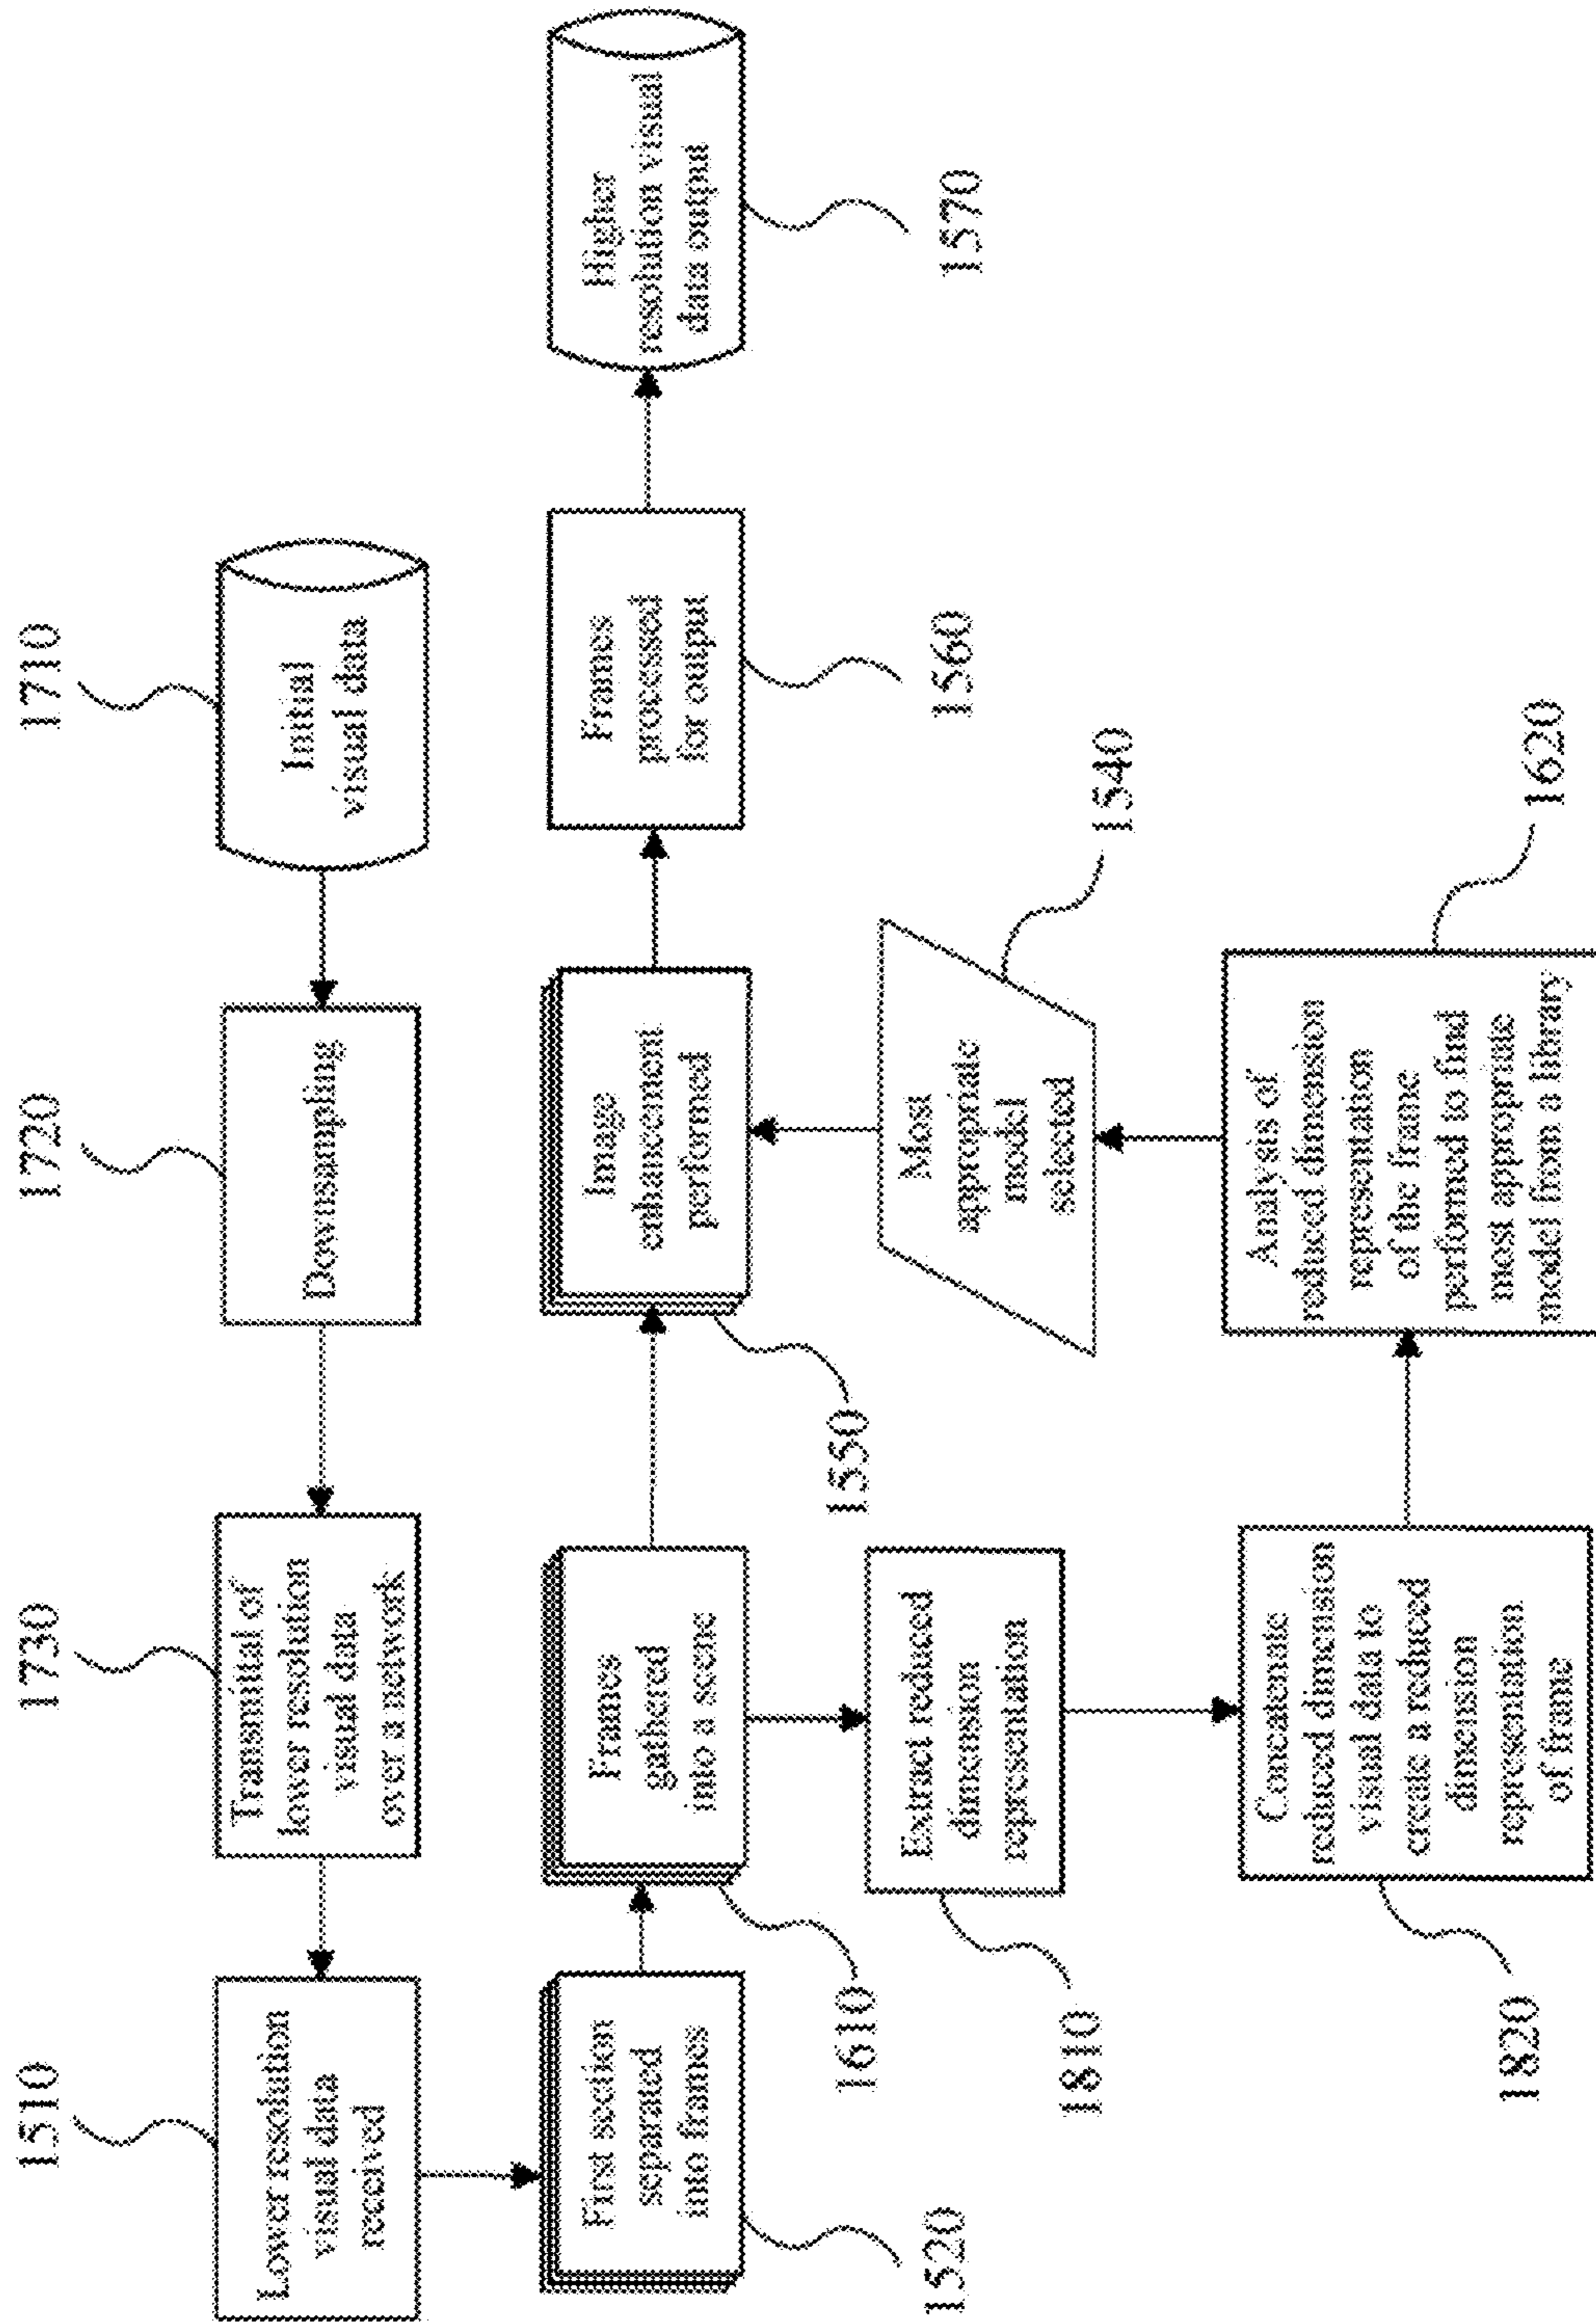 1510
1730
1720
1710
Lower resolution
visual data
received
Transmittal of
lower resolution
visual data
over a network
Downsampling
Initial
visual data
First section
separated
into frames
Frames
gathered
into a scene
Image
enhancement
performed
Frames
processed
for output
Higher
resolution visual
data output
1520
1610
1550
1560
1570
Extract reduced
dimension
representation
Most
appropriate
model
selected
1810
1540
Concatenate
reduced dimension
visual data to
create a reduced
dimension
representation
of frame
Analysis of
reduced dimension
representation
of the frame
performed to find
most appropriate
model from a library
1820
1620